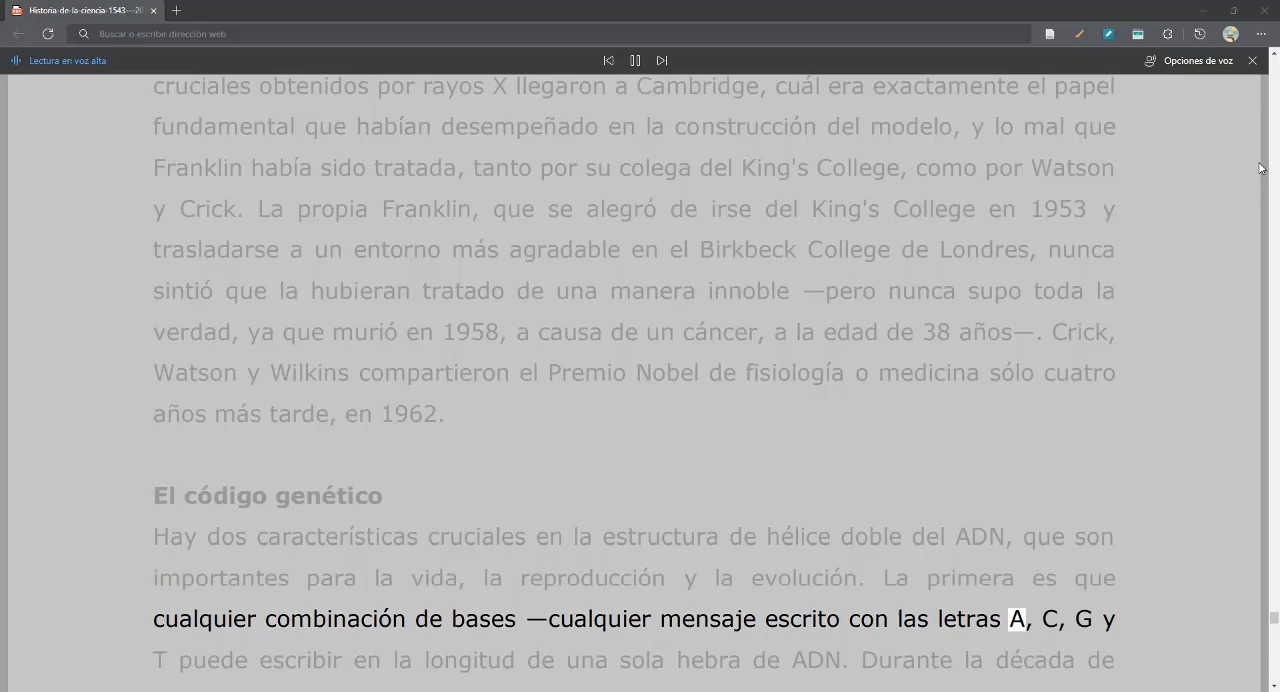 Historia-de-la-ciencia-1543---20
Buscar o escribir dirección web
Lectura en voz alta
Opciones de voz
cruciales obtenidos por rayos X llegaron a Cambridge, cuál era exactamente el papel
fundamental que habían desempeñado en la construcción del modelo, y lo mal que
Franklin había sido tratada, tanto por su colega del King's College, como por Watson
y Crick. La propia Franklin, que se alegró de irse del King's College en 1953 y
trasladarse a un entorno más agradable en el Birkbeck College de Londres, nunca
sintió que la hubieran tratado de una manera innoble —pero nunca supo toda la
verdad, ya que murió en 1958, a causa de un cáncer, a la edad de 38 años—. Crick,
Watson y Wilkins compartieron el Premio Nobel de fisiología o medicina sólo cuatro
años más tarde, en 1962.
El código genético
Hay dos características cruciales en la estructura de hélice doble del ADN, que son
importantes para la vida, la reproducción y la evolución. La primera es que
cualquier combinación de bases —cualquier mensaje escrito con las letras A, C, G y
T puede escribir en la longitud de una sola hebra de ADN. Durante la década de